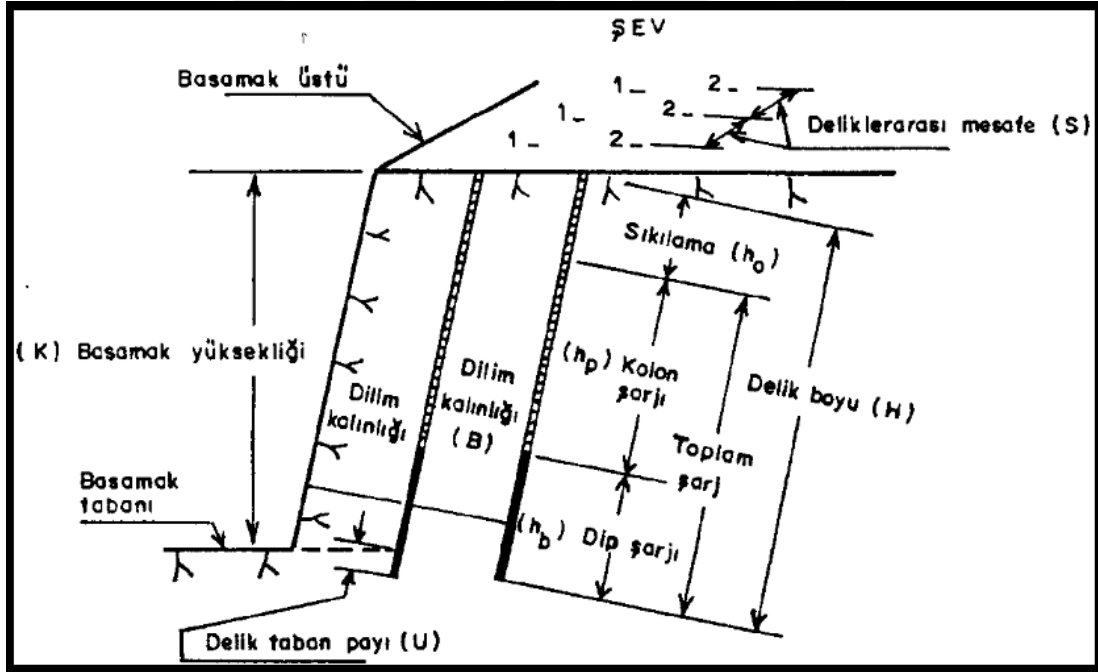 ŞEV
Basamak üstü
1- 2-
1- 2-
1- 2-
Deliklerarası mesafe (S)
Sıkılama (h₀)
(K) Basamak yüksekliği
Dilim
kalınlığı
Dilim
kalınlığı
(B)
(hp) Kolon
şarjı
Delik boyu (H)
Toplam
şarj
Basamak
tabanı
(hb) Dip şarjı
Delik taban payı (U)